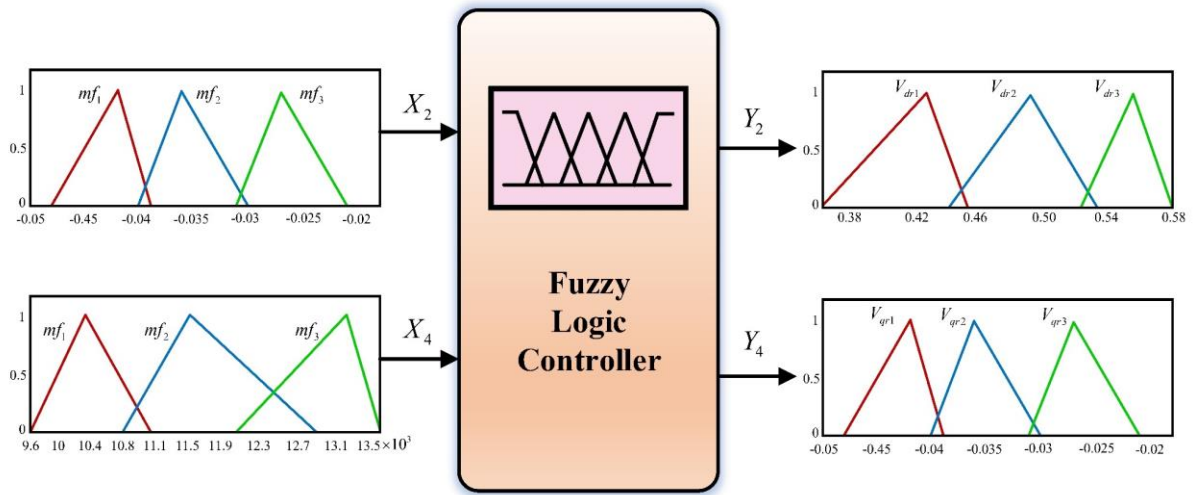 1
0.5
0
mf1
mf2
mf3
-0.05 -0.45 -0.04 -0.035 -0.03 -0.025 -0.02
X2
1
0.5
0
mf1
mf2
mf3
9.6 10 10.4 10.8 11.1 11.5 11.9 12.3 12.7 13.1 13.5×10³
X4
Fuzzy
Logic
Controller
Y2
1
0.5
0
Vdr1
Vdr2
Vdr3
0.38 0.42 0.46 0.50 0.54 0.58
Y4
1
0.5
0
Vqr1
Vqr2
Vqr3
-0.05 -0.45 -0.04 -0.035 -0.03 -0.025 -0.02